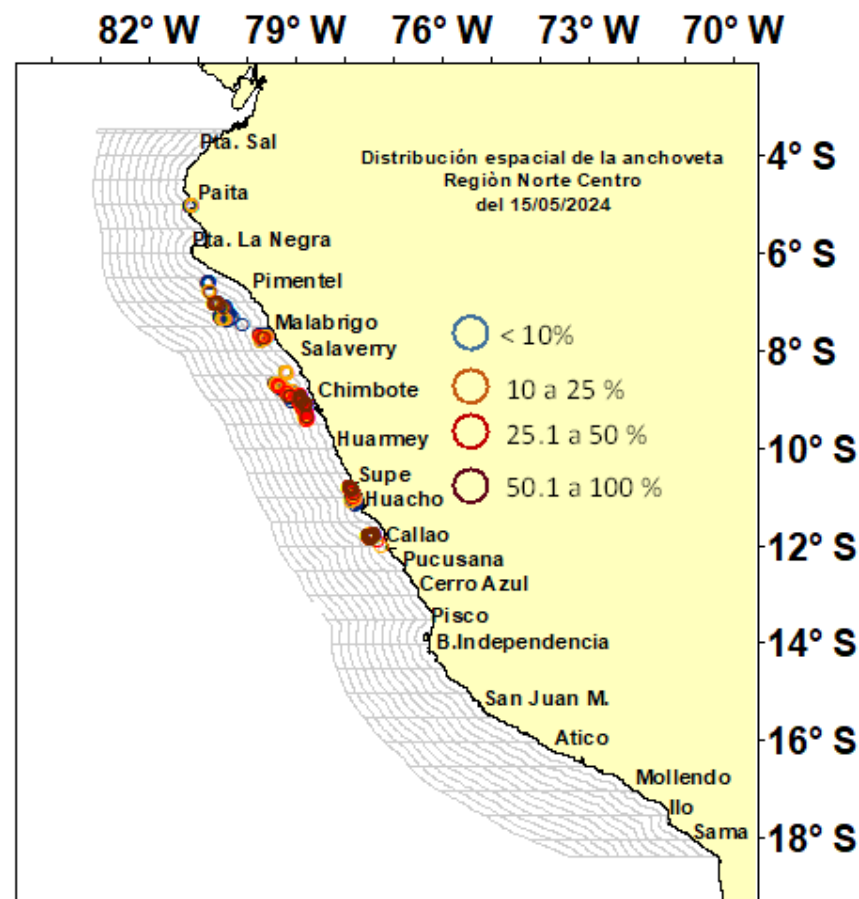 82° W 79° W 76° W 73° W 70° W
Pta. Sal
4° S
Distribución espacial de la anchoveta
Regiòn Norte Centro
del 15/05/2024
Paita
Pta. La Negra
6° S
Pimentel
Malabrigo
< 10%
Salaverry
8° S
Chimbote
10 a 25 %
Huarmey
25.1 a 50 %
10° S
Supe
50.1 a 100 %
Huacho
Callao
12° S
Pucusana
Cerro Azul
Pisco
B.Independencia
14° S
San Juan M.
Atico
16° S
Mollendo
Ilo
Sama
18° S